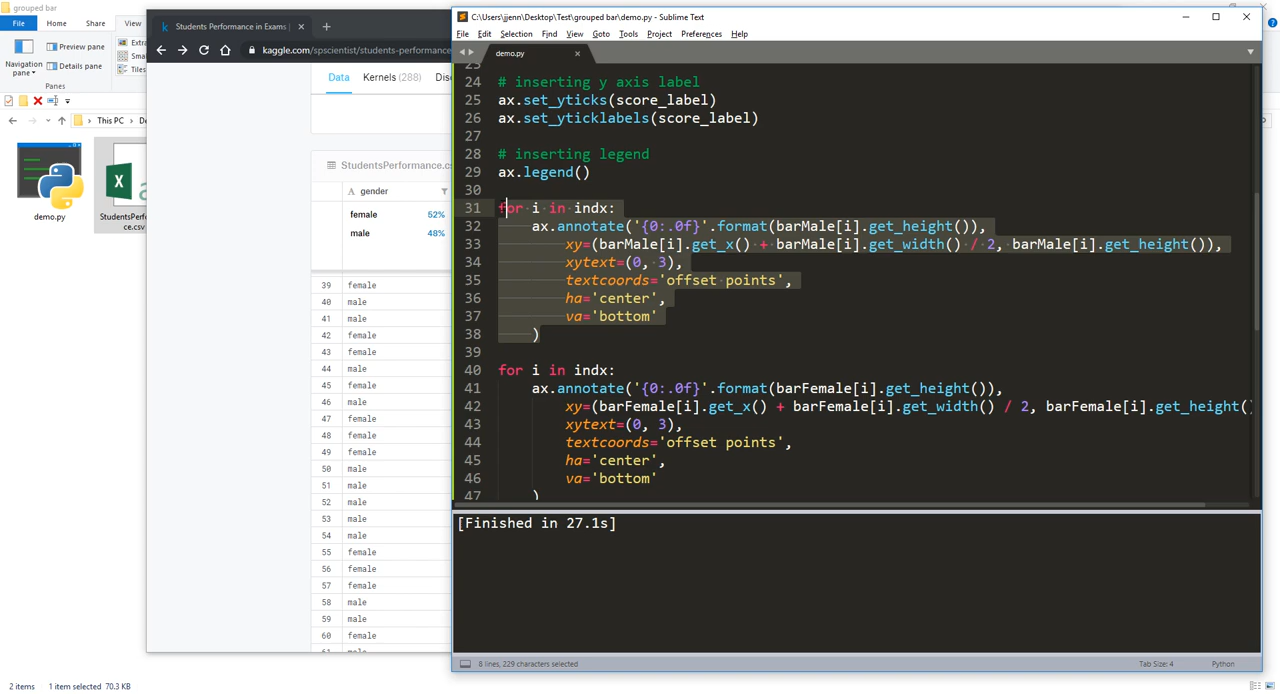 grouped bar
File Home Share View
Navigation pane
Preview pane
Details pane
Panes
Extr
Sma
Tiles
This PC
demo.py
StudentsPerforman
ce.csv
2 items 1 item selected 70.3 KB
Students Performance in Exams |
kaggle.com/spscientist/students-performance
Data Kernels (288) Dis
StudentsPerformance.cs
A gender
female 52%
male 48%
39 female
40 male
41 male
42 female
43 female
44 male
45 female
46 male
47 female
48 female
49 female
50 male
51 male
52 male
53 male
54 male
55 female
56 female
57 female
58 male
59 male
60 female
C:\Users\jjenn\Desktop\Test\grouped bar\demo.py - Sublime Text
File Edit Selection Find View Goto Tools Project Preferences Help
demo.py
23
24 # inserting y axis label
25 ax.set_yticks(score_label)
26 ax.set_yticklabels(score_label)
27
28 # inserting legend
29 ax.legend()
30
31 for i in indx:
32 ax.annotate('{0:.0f}'.format(barMale[i].get_height()),
33 xy=(barMale[i].get_x() + barMale[i].get_width() / 2, barMale[i].get_height()),
34 xytext=(0, 3),
35 textcoords='offset points',
36 ha='center',
37 va='bottom'
38 )
39
40 for i in indx:
41 ax.annotate('{0:.0f}'.format(barFemale[i].get_height()),
42 xy=(barFemale[i].get_x() + barFemale[i].get_width() / 2, barFemale[i].get_height()
43 xytext=(0, 3),
44 textcoords='offset points',
45 ha='center',
46 va='bottom'
47 )
[Finished in 27.1s]
8 lines, 229 characters selected
Tab Size: 4 Python